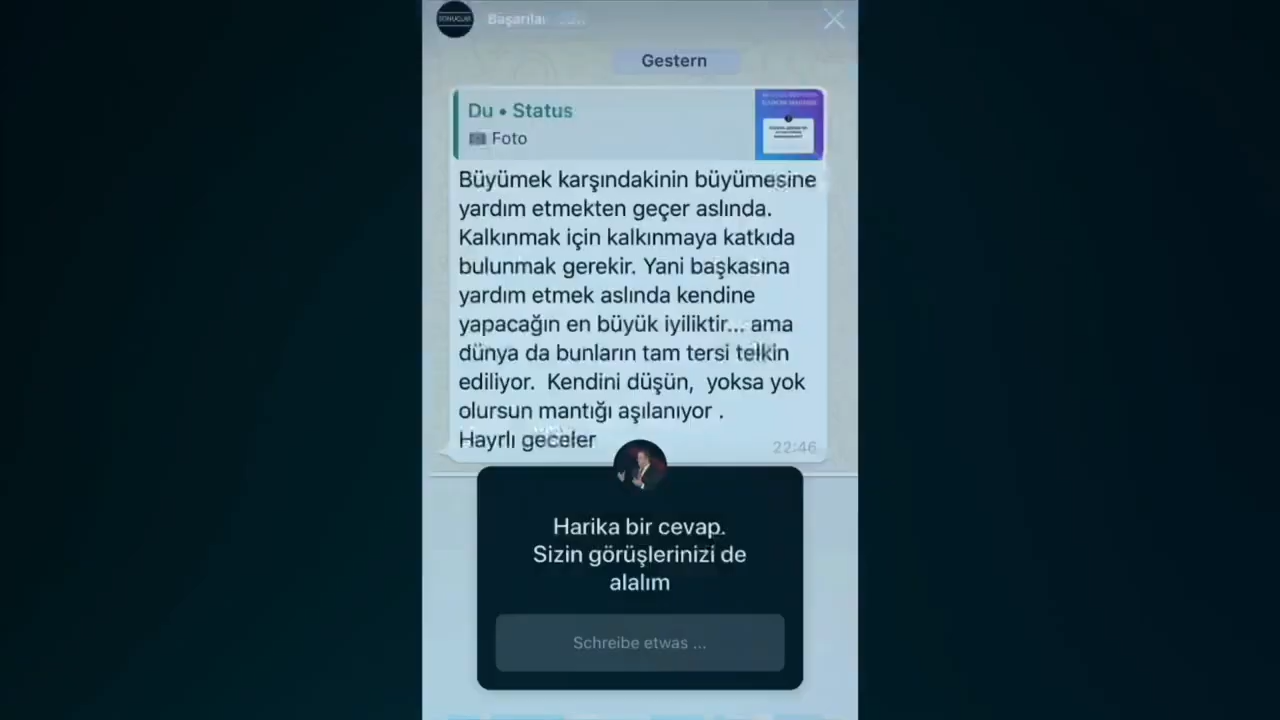 SONUÇLAR
Başarılar
Gestern
Du • Status
Foto
Büyümek karşındakinin büyümesine
yardım etmekten geçer aslında.
Kalkınmak için kalkınmaya katkıda
bulunmak gerekir. Yani başkasına
yardım etmek aslında kendine
yapacağın en büyük iyiliktir... ama
dünya da bunların tam tersi telkin
ediliyor.  Kendini düşün,  yoksa yok
olursun mantığı aşılanıyor .
Hayrlı geceler
22:46
Harika bir cevap.
Sizin görüşlerinizi de
alalım
Schreibe etwas ...